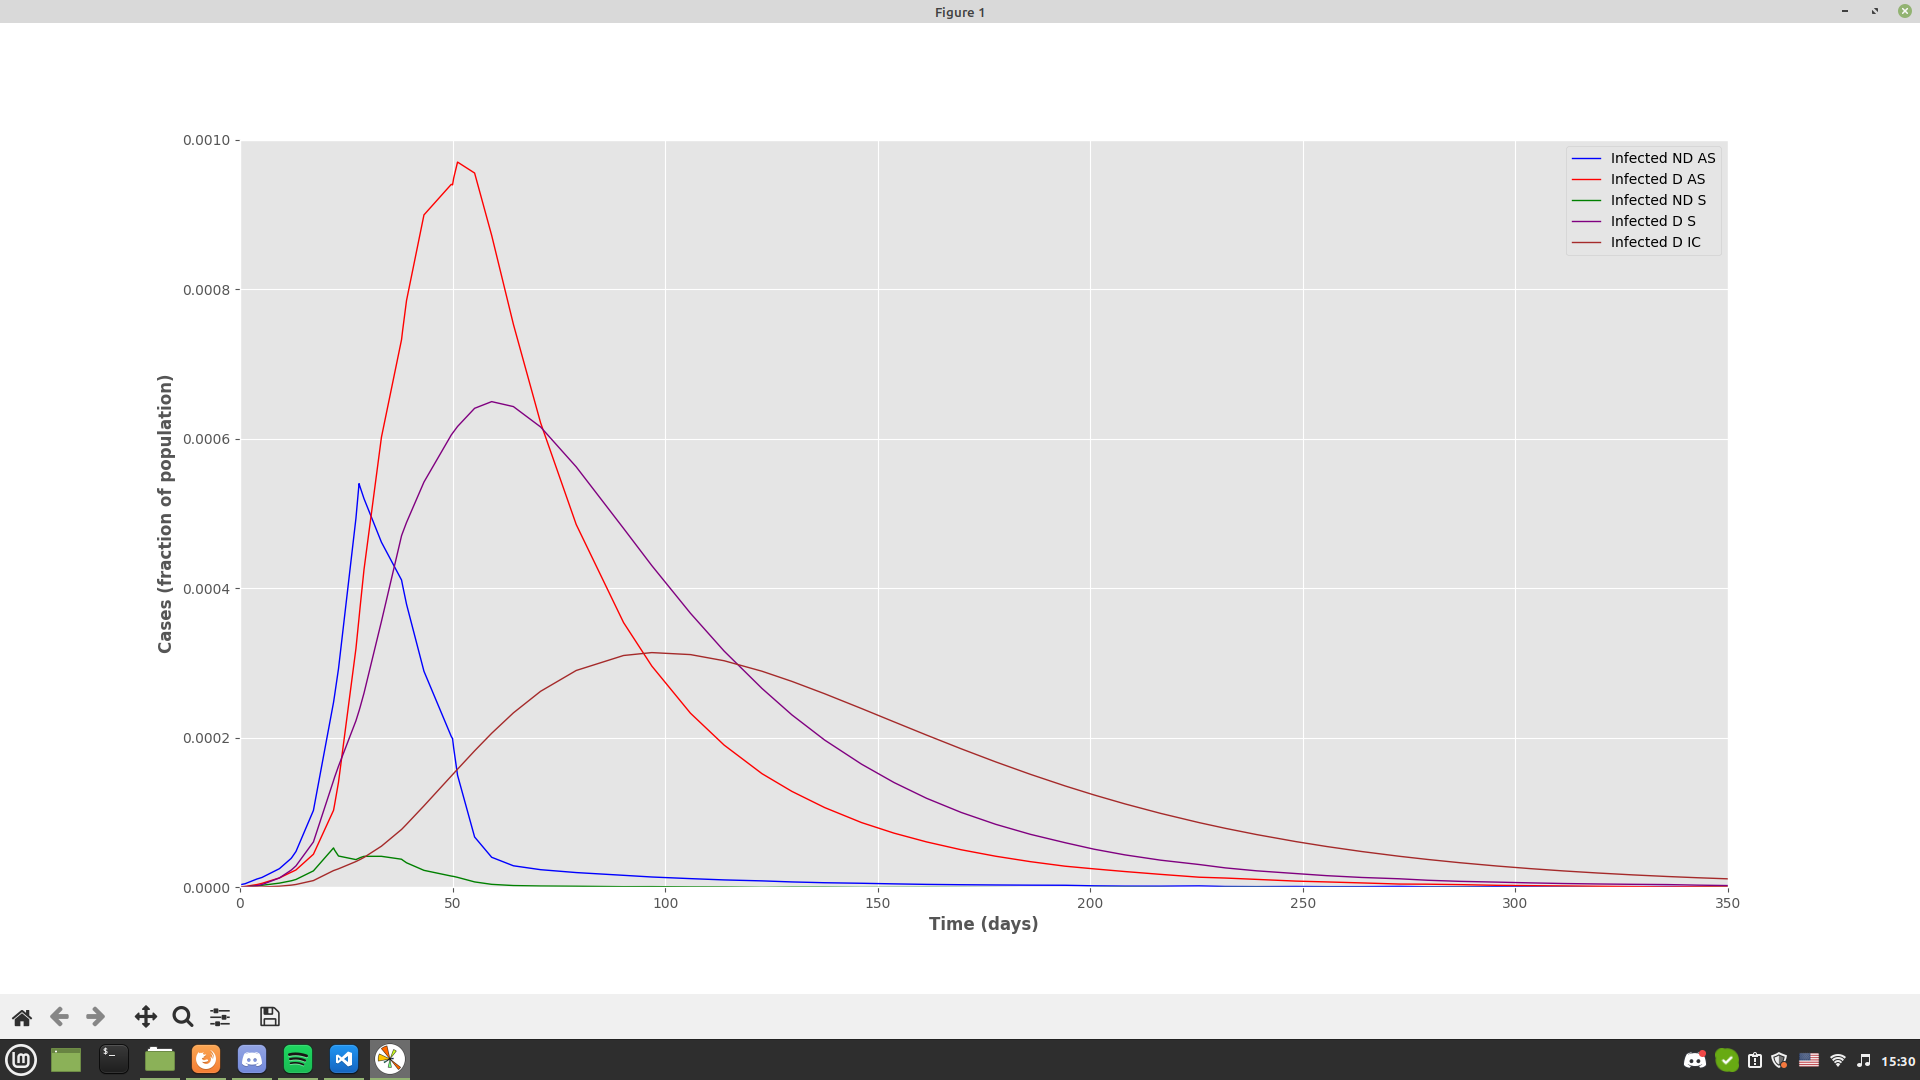 Figure 1
0.0010
0.0008
0.0006
0.0004
0.0002
0.0000
Cases (fraction of population)
Infected ND AS
Infected D AS
Infected ND S
Infected D S
Infected D IC
0 50 100 150 200 250 300 350
Time (days)
$_
15:30